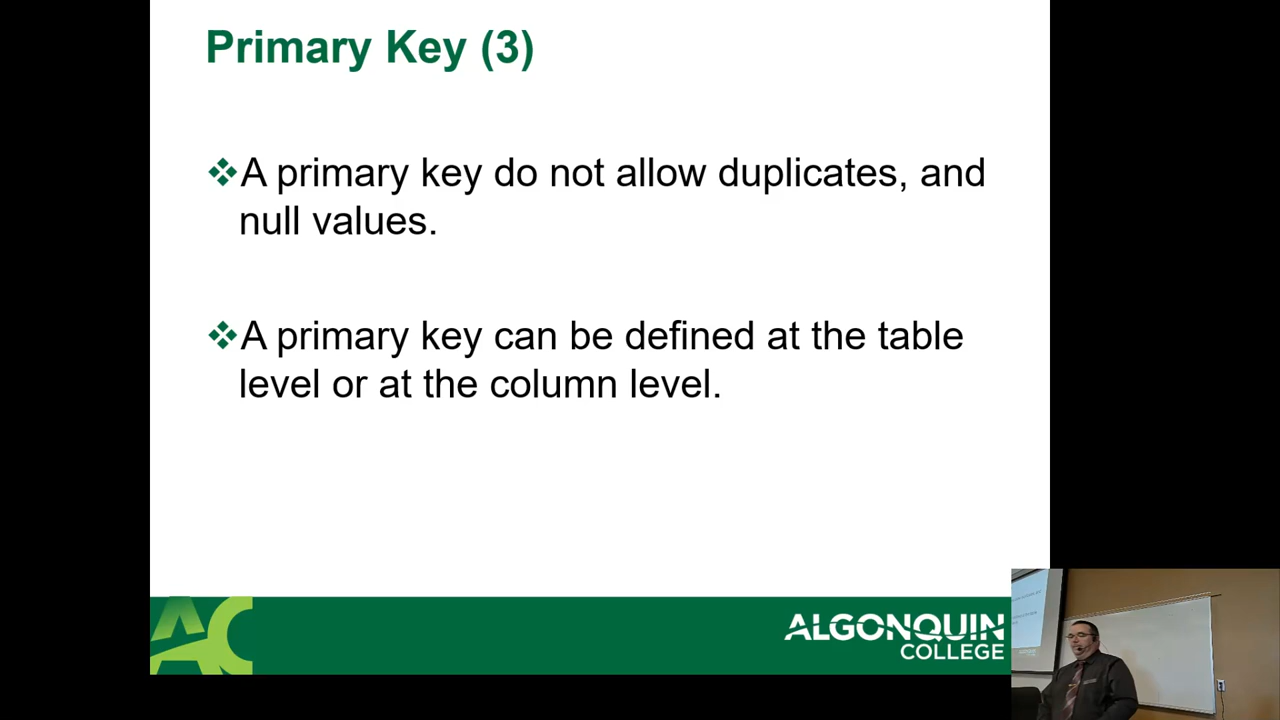 Primary Key (3)
A primary key do not allow duplicates, and
null values.
A primary key can be defined at the table
level or at the column level.
AC
ALGONQUIN
COLLEGE